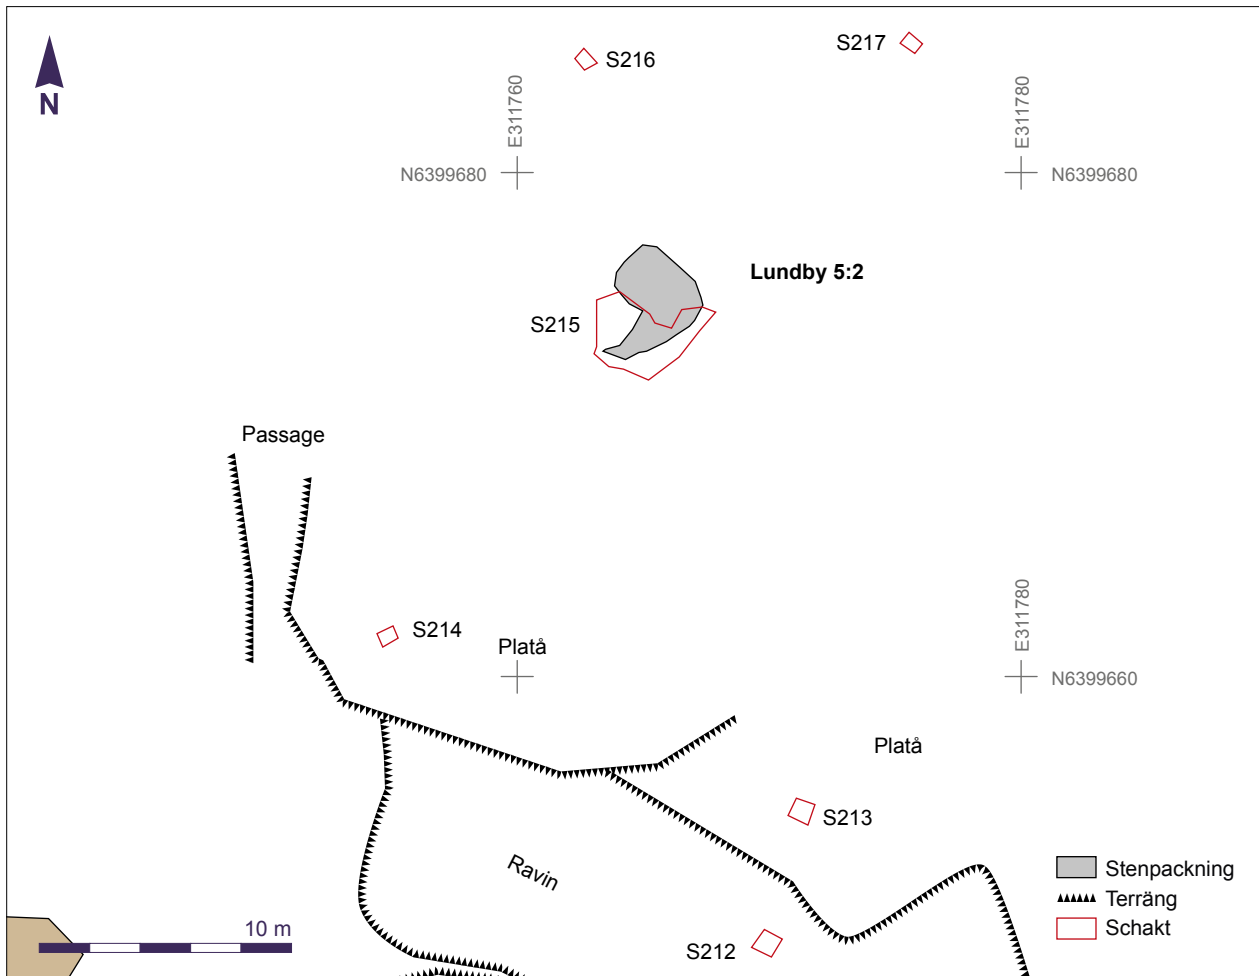 S216
S217
N
E311760
E311780
N6399680
N6399680
Lundby 5:2
S215
Passage
E311780
S214
Platå
N6399660
Platå
S213
Ravin
Stenpackning
Terräng
10 m
Schakt
S212